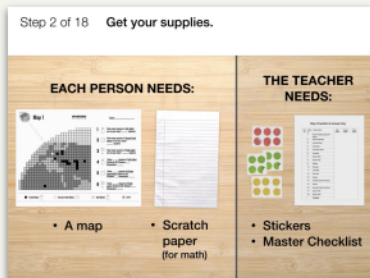 Step 2 of 18 Get your supplies.
EACH PERSON NEEDS:
Map 1
• A map
• Scratch
paper
(for math)
THE TEACHER
NEEDS:
• Stickers
• Master Checklist